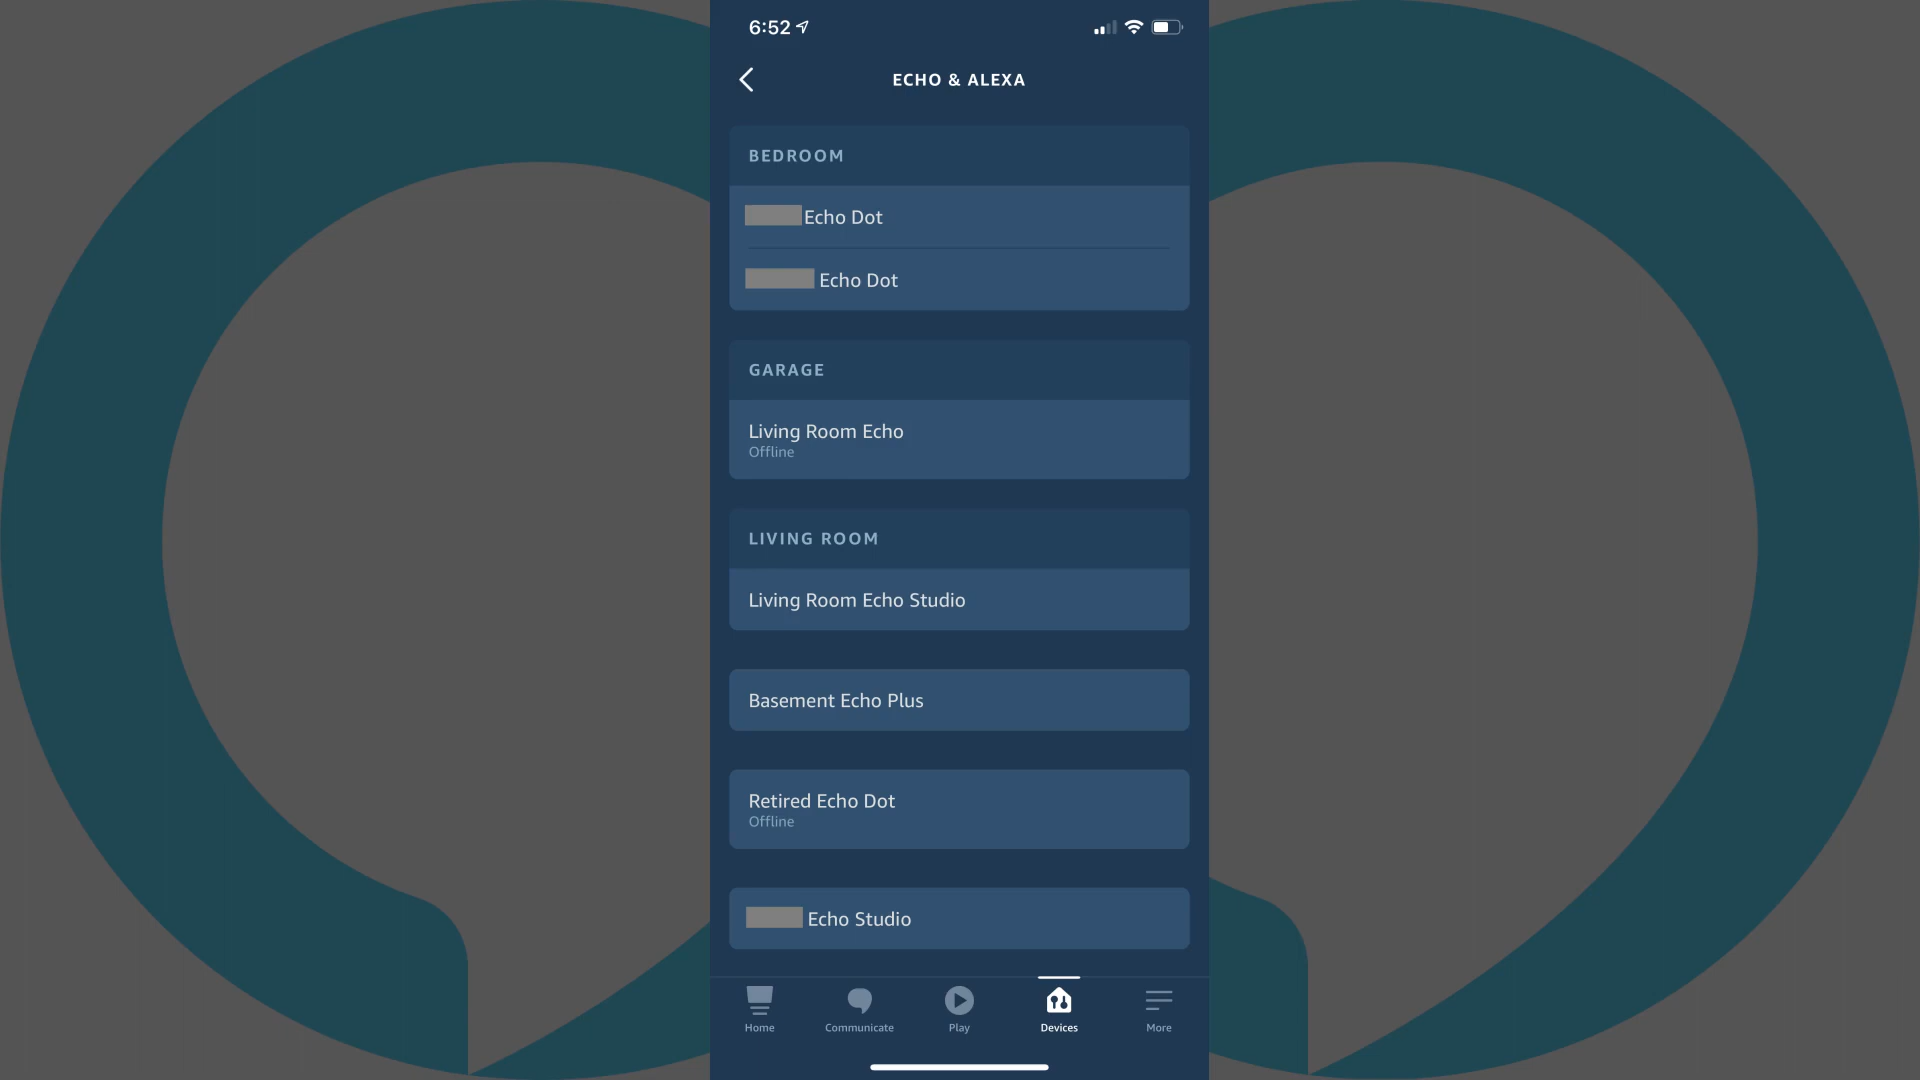 6:52
ECHO & ALEXA
BEDROOM
Echo Dot
Echo Dot
GARAGE
Living Room Echo
Offline
LIVING ROOM
Living Room Echo Studio
Basement Echo Plus
Retired Echo Dot
Offline
Echo Studio
Home Communicate Play Devices More